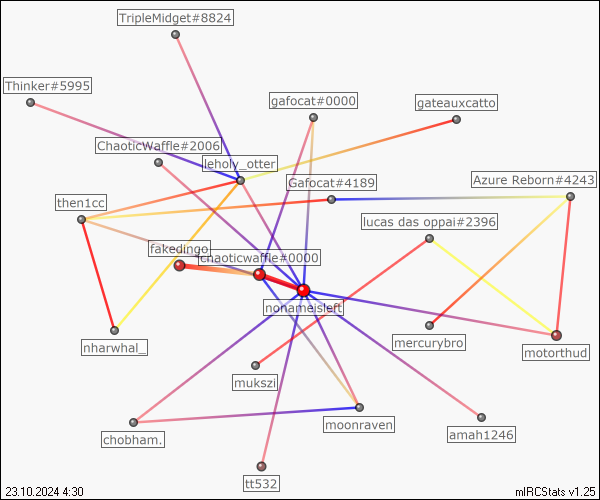 TripleMidget#8824
Thinker#5995
gafocat#0000
gateauxcatto
ChaoticWaffle#2006
leholy_otter
Gafocat#4189
Azure Reborn#4243
then1cc
lucas das oppai#2396
fakedingo
chaoticwaffle#0000
nonameisleft
nharwhal_
mercurybro
motorthud
mukszi
moonraven
chobham.
amah1246
tt532
23.10.2024 4:30
mIRCStats v1.25